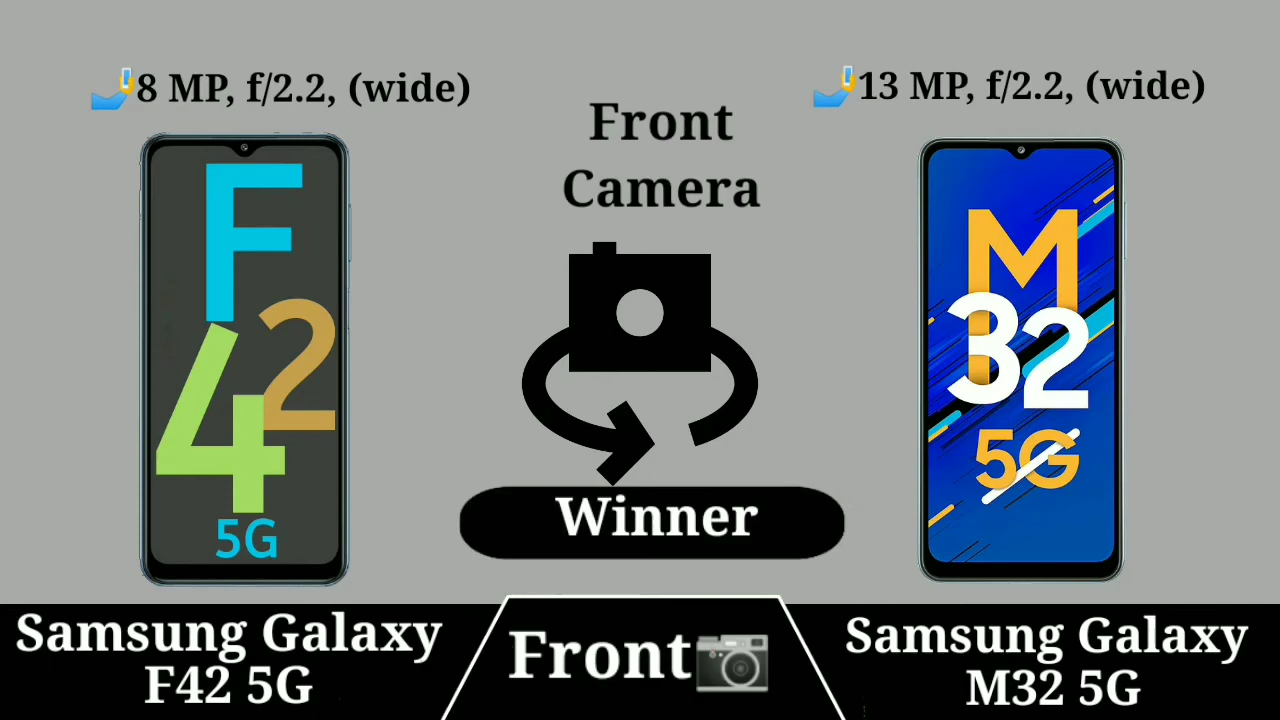 8 MP, f/2.2, (wide)
13 MP, f/2.2, (wide)
Front
Camera
F
42
5G
M
32
5G
Winner
Samsung Galaxy
F42 5G
Front
Samsung Galaxy
M32 5G